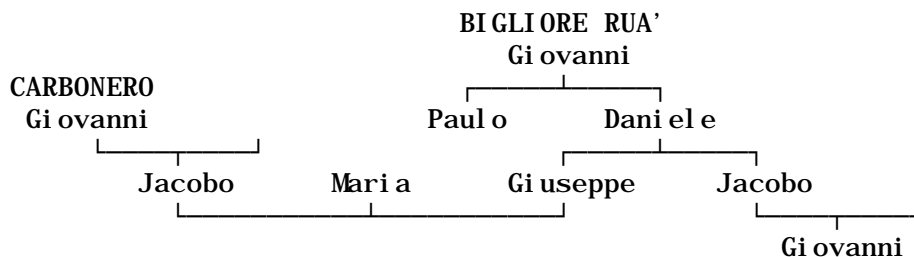 BIGLIORE RUA'
Giovanni
CARBONERO
Giovanni Paulo Daniele
Jacobo Maria Giuseppe Jacobo
Giovanni